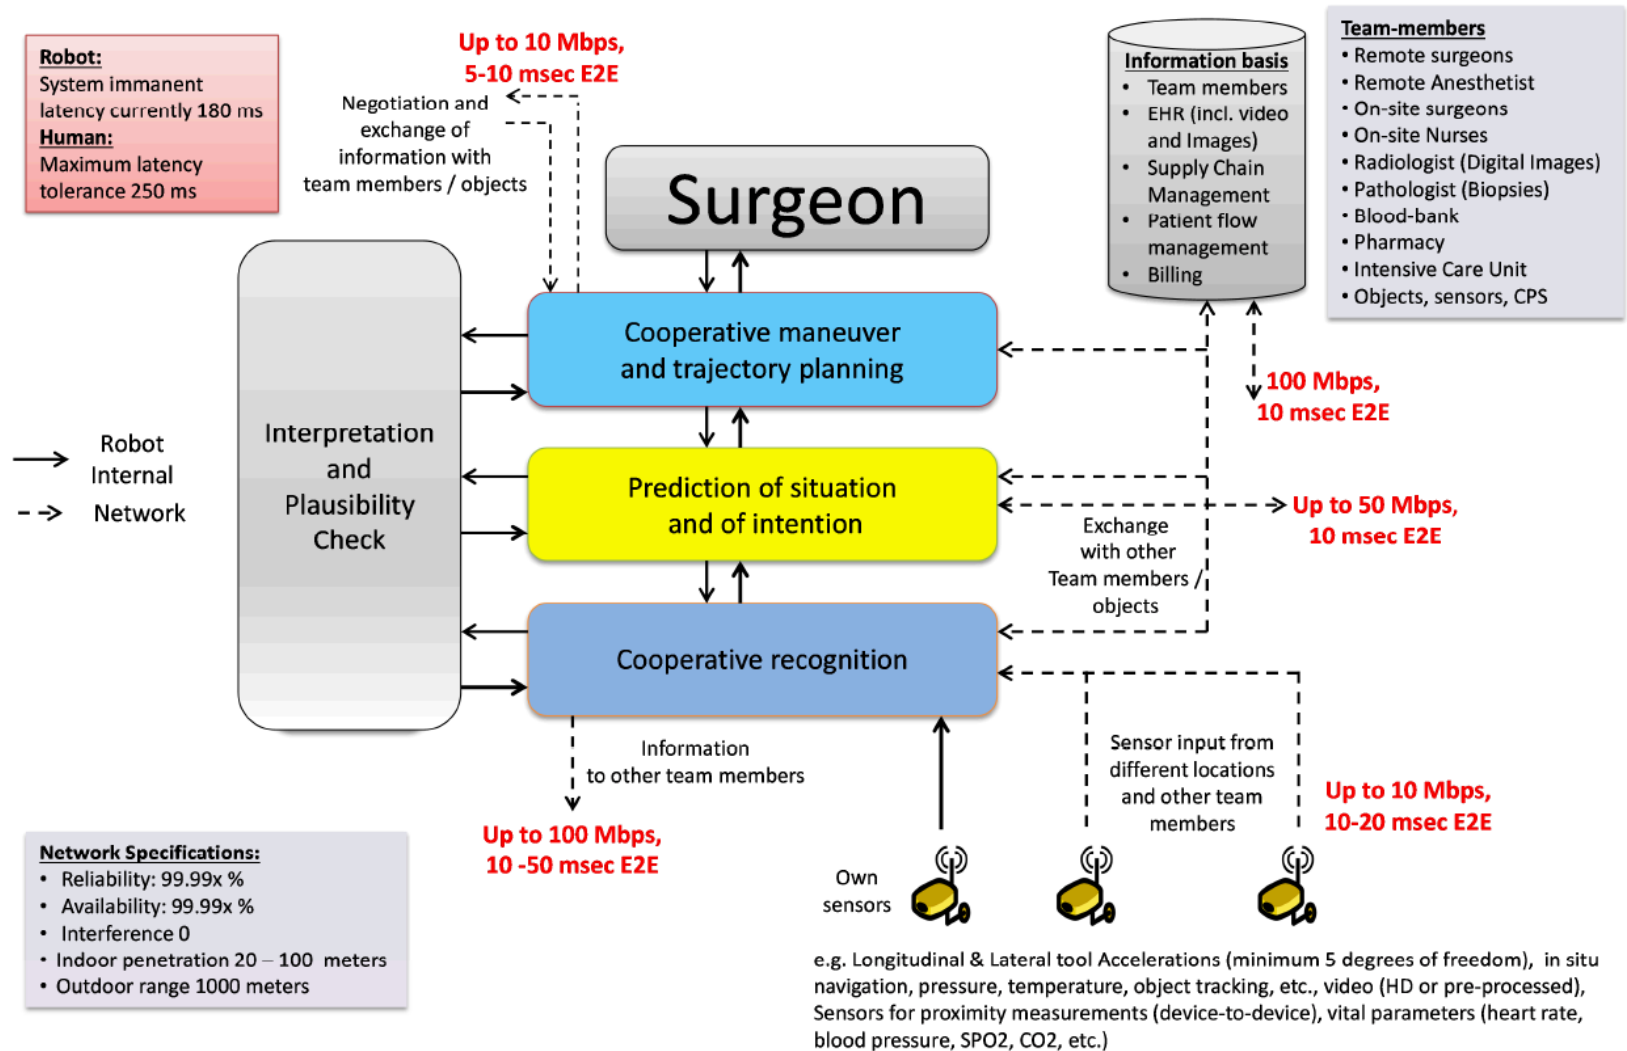 Robot:
System immanent
latency currently 180 ms
Human:
Maximum latency
tolerance 250 ms
Up to 10 Mbps,
5-10 msec E2E
Negotiation and
exchange of
information with
team members / objects
Surgeon
Information basis
• Team members
• EHR (incl. video
and Images)
• Supply Chain
Management
• Patient flow
management
• Billing
Team-members
• Remote surgeons
• Remote Anesthetist
• On-site surgeons
• On-site Nurses
• Radiologist (Digital Images)
• Pathologist (Biopsies)
• Blood-bank
• Pharmacy
• Intensive Care Unit
• Objects, sensors, CPS
Cooperative maneuver
and trajectory planning
100 Mbps,
10 msec E2E
Interpretation
and
Plausibility
Check
Robot
Internal
Network
Prediction of situation
and of intention
Up to 50 Mbps,
10 msec E2E
Exchange
with other
Team members /
objects
Cooperative recognition
Information
to other team members
Up to 100 Mbps,
10 -50 msec E2E
Sensor input from
different locations
and other team
members
Up to 10 Mbps,
10-20 msec E2E
Network Specifications:
• Reliability: 99.99x %
• Availability: 99.99x %
• Interference 0
• Indoor penetration 20 – 100 meters
• Outdoor range 1000 meters
Own
sensors
e.g. Longitudinal & Lateral tool Accelerations (minimum 5 degrees of freedom), in situ
navigation, pressure, temperature, object tracking, etc., video (HD or pre-processed),
Sensors for proximity measurements (device-to-device), vital parameters (heart rate,
blood pressure, SPO2, CO2, etc.)